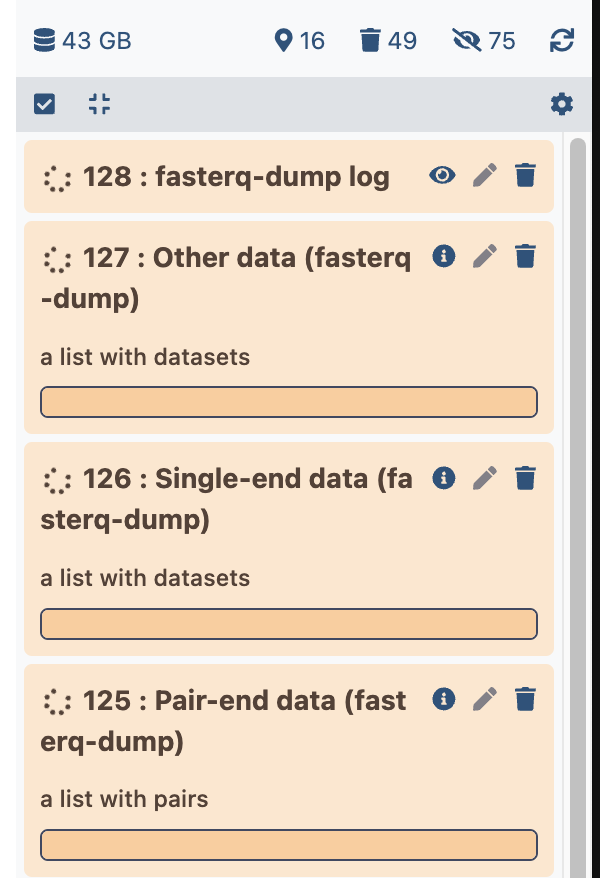 43 GB 16 49 75
128 : fasterq-dump log
127 : Other data (fasterq
-dump)
a list with datasets
126 : Single-end data (fa
sterq-dump)
a list with datasets
125 : Pair-end data (fast
erq-dump)
a list with pairs